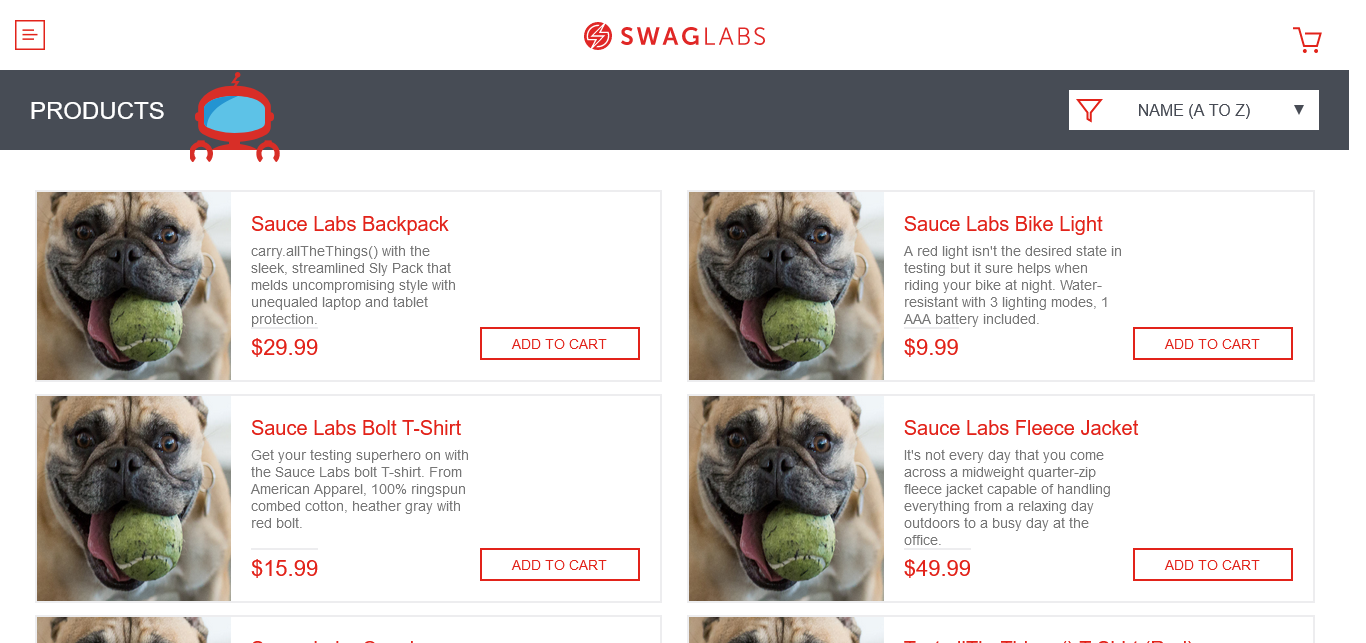 SWAGLABS
PRODUCTS
NAME (A TO Z)
Sauce Labs Backpack
carry.allTheThings() with the
sleek, streamlined Sly Pack that
melds uncompromising style with
unequaled laptop and tablet
protection.
$29.99
ADD TO CART
Sauce Labs Bike Light
A red light isn't the desired state in
testing but it sure helps when
riding your bike at night. Water-
resistant with 3 lighting modes, 1
AAA battery included.
$9.99
ADD TO CART
Sauce Labs Bolt T-Shirt
Get your testing superhero on with
the Sauce Labs bolt T-shirt. From
American Apparel, 100% ringspun
combed cotton, heather gray with
red bolt.
$15.99
ADD TO CART
Sauce Labs Fleece Jacket
It's not every day that you come
across a midweight quarter-zip
fleece jacket capable of handling
everything from a relaxing day
outdoors to a busy day at the
office.
$49.99
ADD TO CART